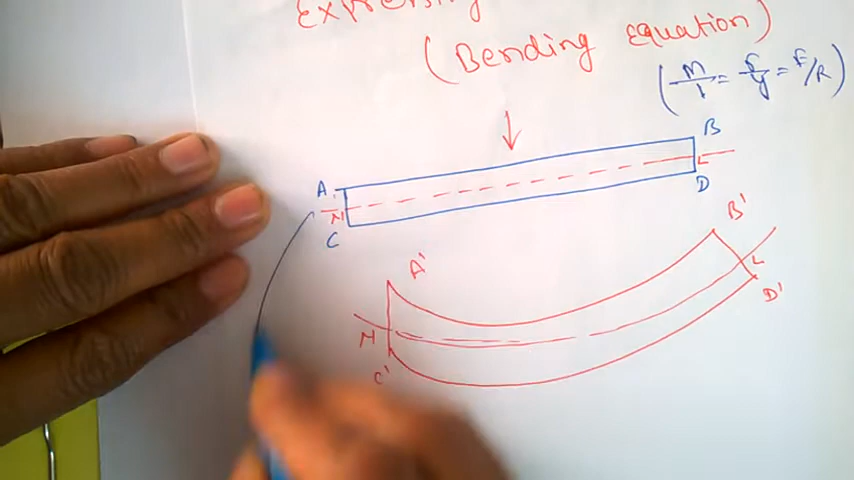 (Bending Equation)
(M/I = F/y = E/R)
B
A
N
L
C
D
B'
A'
L
N
D'
C'